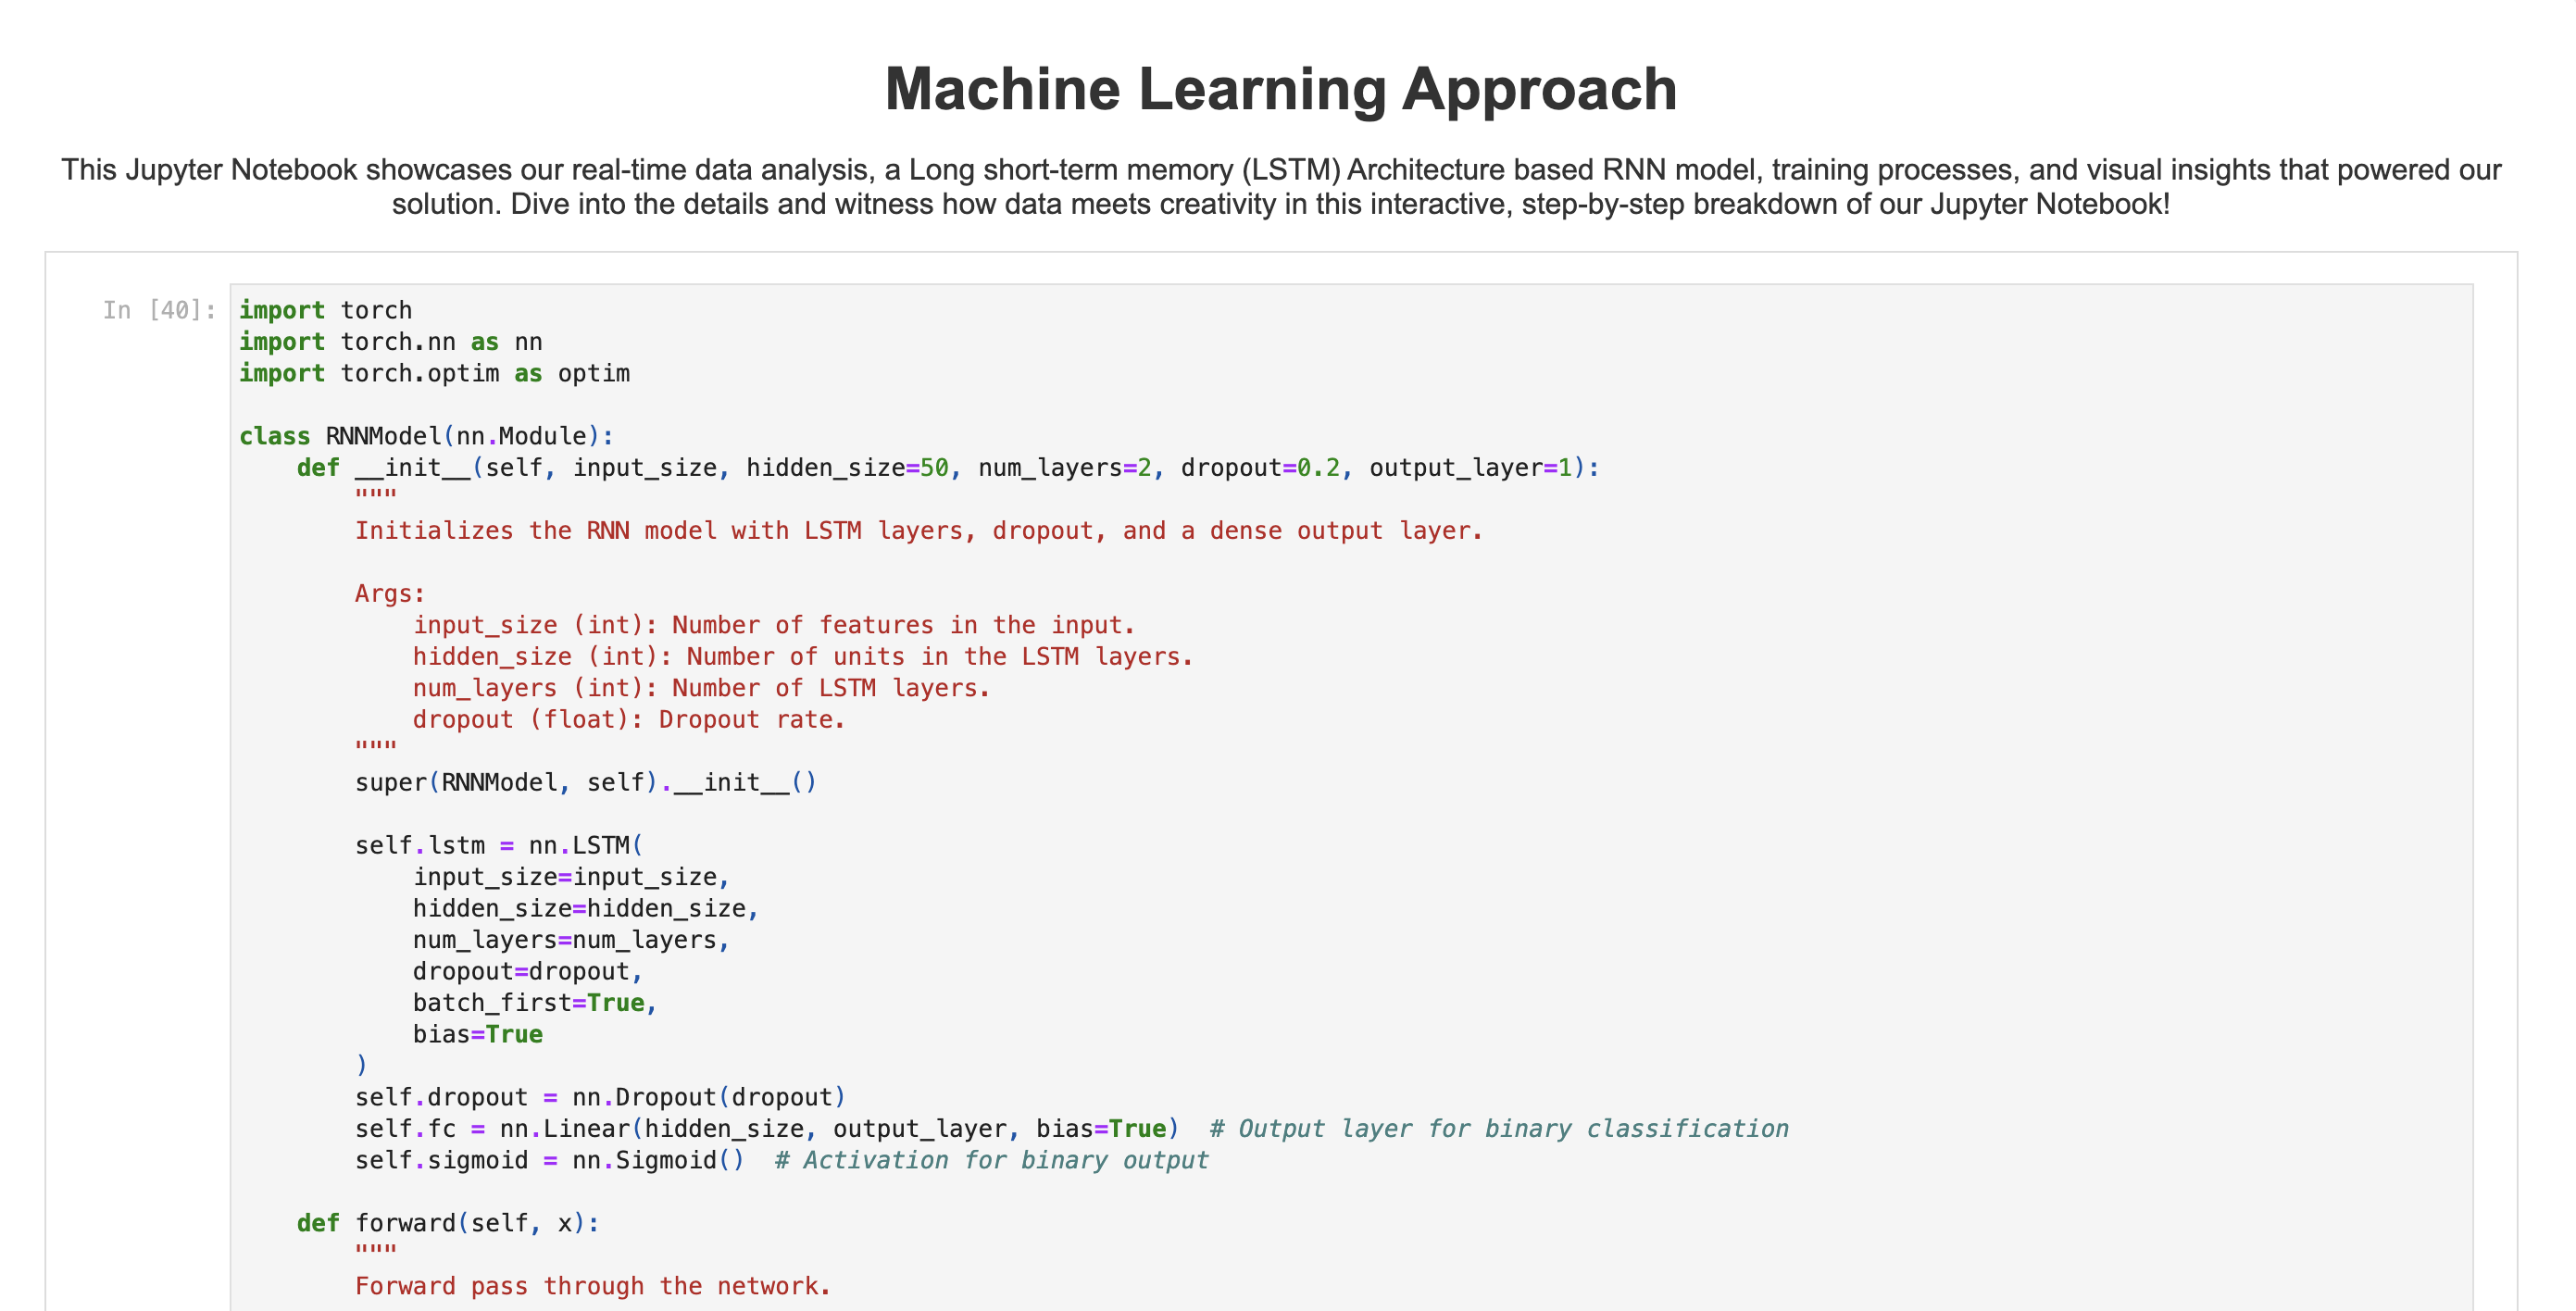 Machine Learning Approach
This Jupyter Notebook showcases our real-time data analysis, a Long short-term memory (LSTM) Architecture based RNN model, training processes, and visual insights that powered our
solution. Dive into the details and witness how data meets creativity in this interactive, step-by-step breakdown of our Jupyter Notebook!
In [40]:
import torch
import torch.nn as nn
import torch.optim as optim
class RNNModel(nn.Module):
    def __init__(self, input_size, hidden_size=50, num_layers=2, dropout=0.2, output_layer=1):
        """
        Initializes the RNN model with LSTM layers, dropout, and a dense output layer.
        Args:
            input_size (int): Number of features in the input.
            hidden_size (int): Number of units in the LSTM layers.
            num_layers (int): Number of LSTM layers.
            dropout (float): Dropout rate.
        """
        super(RNNModel, self).__init__()
        self.lstm = nn.LSTM(
            input_size=input_size,
            hidden_size=hidden_size,
            num_layers=num_layers,
            dropout=dropout,
            batch_first=True,
            bias=True
        )
        self.dropout = nn.Dropout(dropout)
        self.fc = nn.Linear(hidden_size, output_layer, bias=True)  # Output layer for binary classification
        self.sigmoid = nn.Sigmoid()  # Activation for binary output
    def forward(self, x):
        """
        Forward pass through the network.